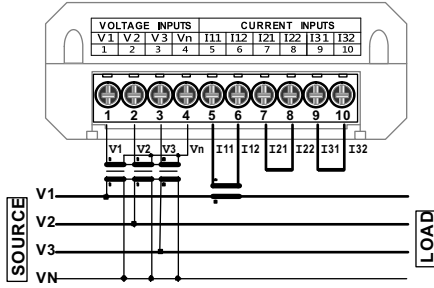 VOLTAGE INPUTS CURRENT INPUTS
V1 V2 V3 Vn I11 I12 I21 I22 I31 I32
1 2 3 4 5 6 7 8 9 10
1 2 3 4 5 6 7 8 9 10
V1 V2 V3 Vn I11 I12 I21 I22 I31 I32
V1
V2
V3
VN
SOURCE
LOAD